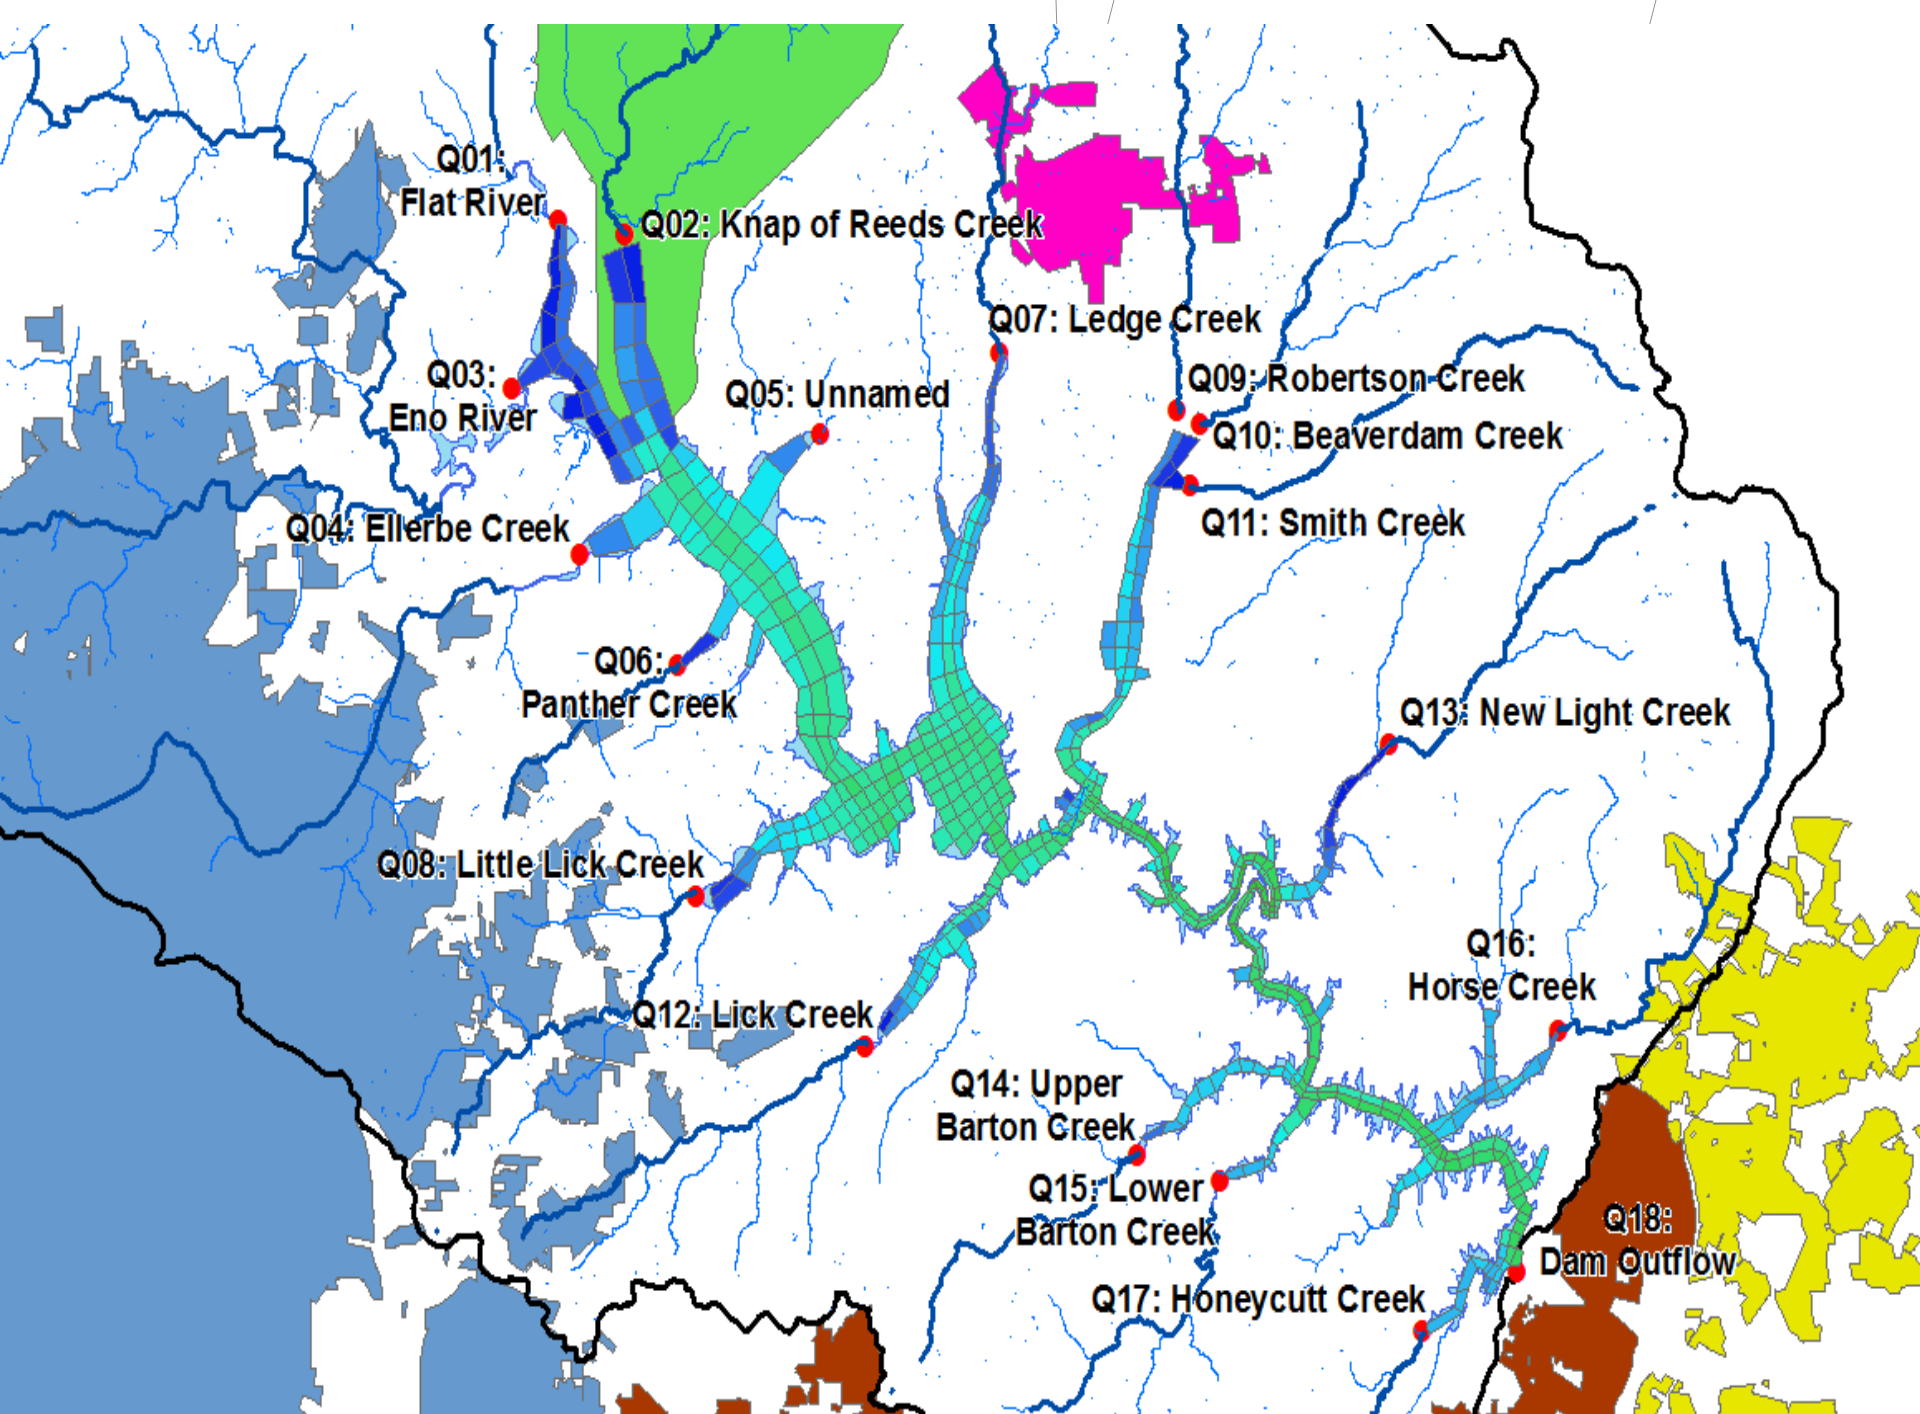 Q01:
Flat River
Q02: Knap of Reeds Creek
Q07: Ledge Creek
Q03:
Eno River
Q05: Unnamed
Q09: Robertson Creek
Q10: Beaverdam Creek
Q04: Ellerbe Creek
Q11: Smith Creek
Q06:
Panther Creek
Q13: New Light Creek
Q08: Little Lick Creek
Q16:
Horse Creek
Q12: Lick Creek
Q14: Upper
Barton Creek
Q15: Lower
Barton Creek
Q18:
Dam Outflow
Q17: Honeycutt Creek